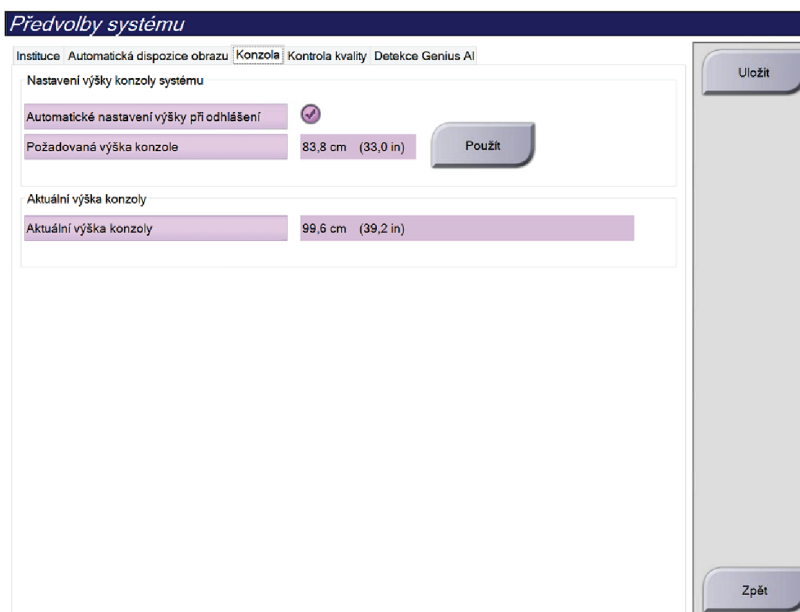 Předvolby systému
Instituce Automatická dispozice obrazu Konzola Kontrola kvality Detekce Genius AI
Nastavení výšky konzoly systému
Automatické nastavení výšky při odhlášení
Požadovaná výška konzole 83,8 cm (33,0 in) Použít
Aktuální výška konzoly
Aktuální výška konzoly 99,6 cm (39,2 in)
Uložit
Zpět